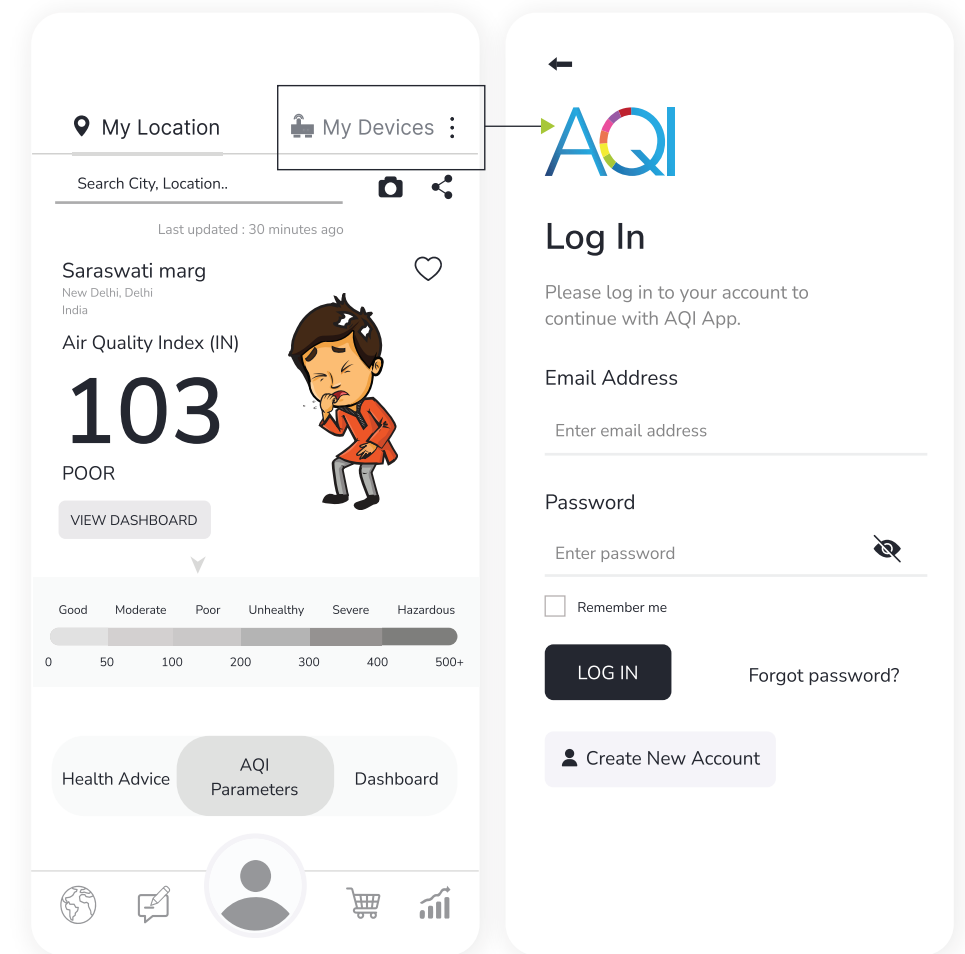 My Location
My Devices
Search City, Location..
Last updated : 30 minutes ago
Saraswati marg
New Delhi, Delhi
India
Air Quality Index (IN)
103
POOR
VIEW DASHBOARD
Good Moderate Poor Unhealthy Severe Hazardous
0 50 100 200 300 400 500+
Health Advice
AQI
Parameters
Dashboard
AQI
Log In
Please log in to your account to
continue with AQI App.
Email Address
Enter email address
Password
Enter password
Remember me
LOG IN
Forgot password?
Create New Account